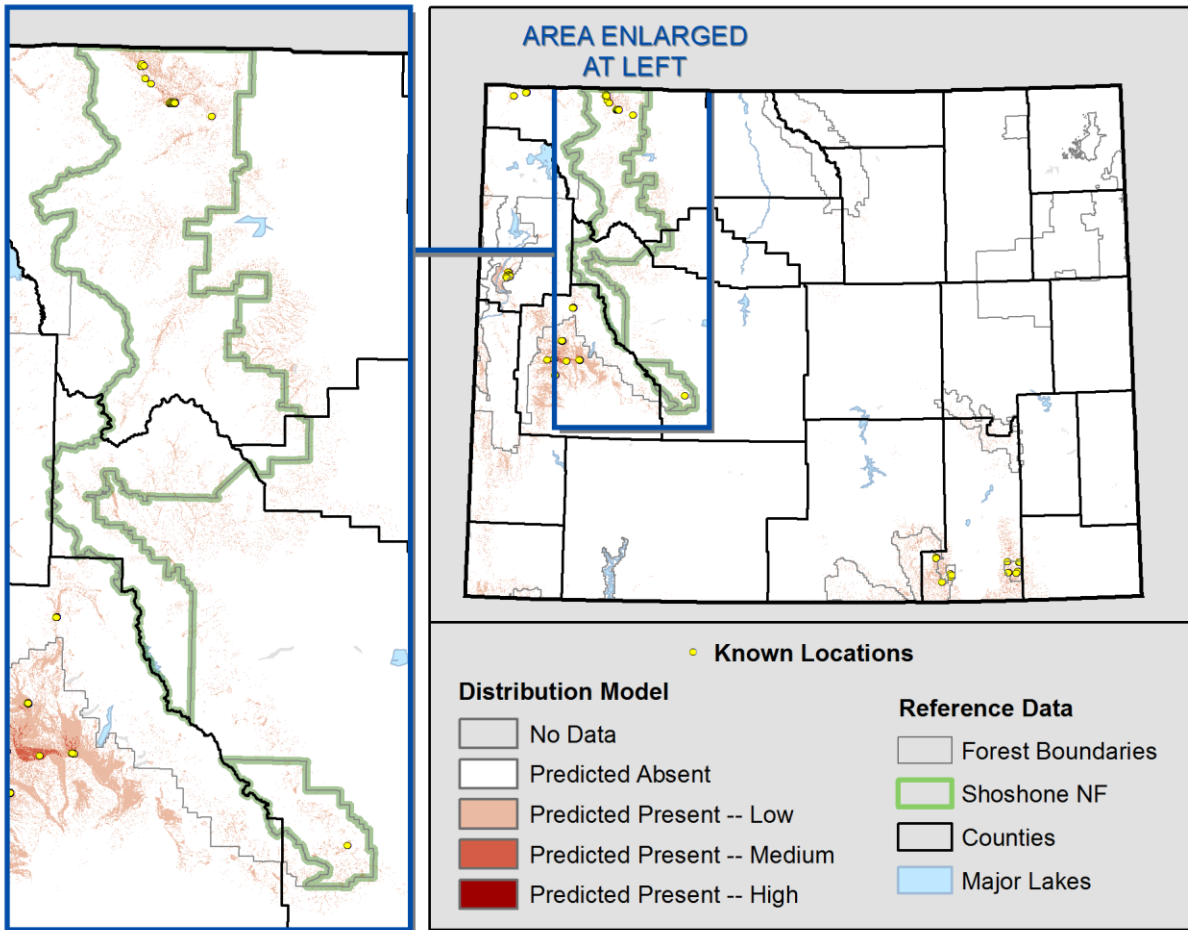 AREA ENLARGED
AT LEFT
Known Locations
Distribution Model
No Data
Predicted Absent
Predicted Present -- Low
Predicted Present -- Medium
Predicted Present -- High
Reference Data
Forest Boundaries
Shoshone NF
Counties
Major Lakes